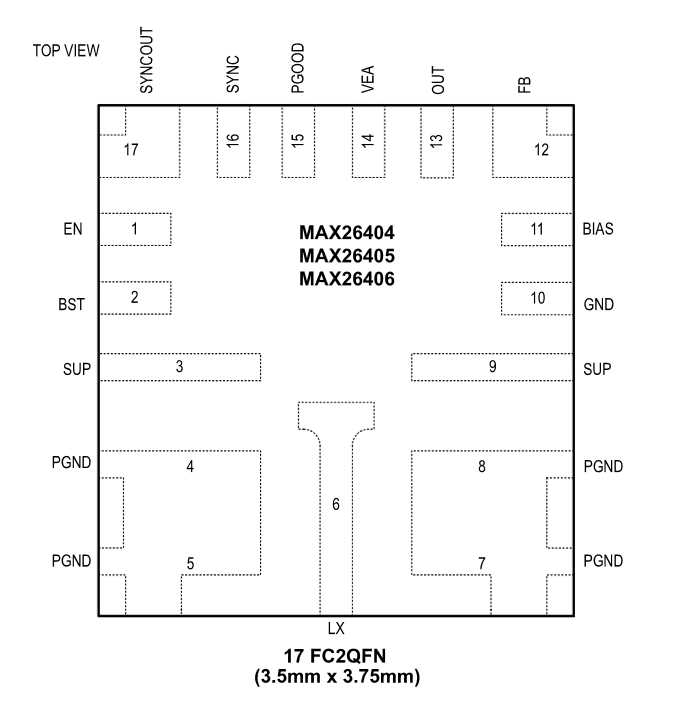 TOP VIEW
SYNCOUT
SYNC
PGOOD
VEA
OUT
FB
17
16
15
14
13
12
EN
1
MAX26404
11
BIAS
MAX26405
MAX26406
BST
2
10
GND
SUP
3
9
SUP
PGND
4
8
PGND
6
PGND
5
7
PGND
LX
17 FC2QFN
(3.5mm x 3.75mm)